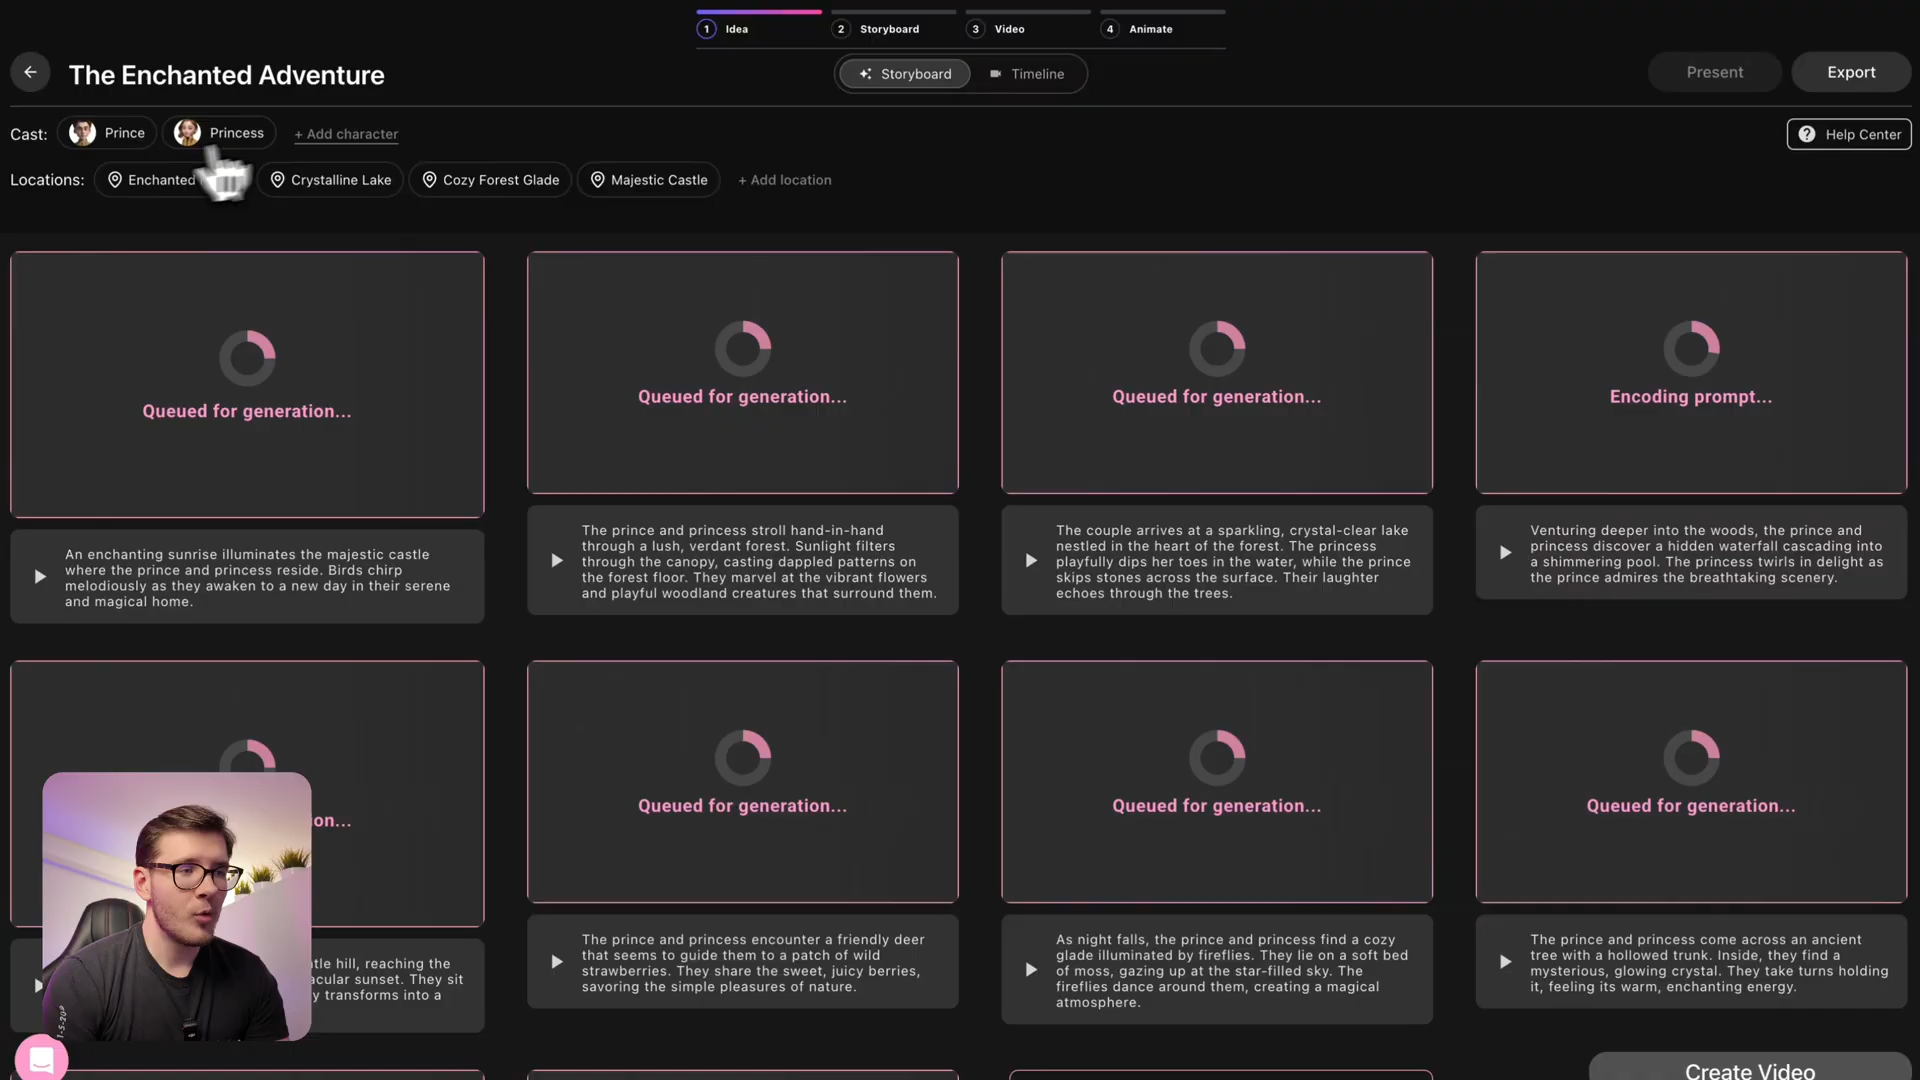 1 Idea
2 Storyboard
3 Video
4 Animate
The Enchanted Adventure
Storyboard
Timeline
Present
Export
Cast:
Prince
Princess
+ Add character
? Help Center
Locations:
Enchanted
Crystalline Lake
Cozy Forest Glade
Majestic Castle
+ Add location
Queued for generation...
Queued for generation...
Queued for generation...
Encoding prompt...
An enchanting sunrise illuminates the majestic castle
where the prince and princess reside. Birds chirp
melodiously as they awaken to a new day in their serene
and magical home.
The prince and princess stroll hand-in-hand
through a lush, verdant forest. Sunlight filters
through the canopy, casting dappled patterns on
the forest floor. They marvel at the vibrant flowers
and playful woodland creatures that surround them.
The couple arrives at a sparkling, crystal-clear lake
nestled in the heart of the forest. The princess
playfully dips her toes in the water, while the prince
skips stones across the surface. Their laughter
echoes through the trees.
Venturing deeper into the woods, the prince and
princess discover a hidden waterfall cascading into
a shimmering pool. The princess twirls in delight as
the prince admires the breathtaking scenery.
on...
Queued for generation...
Queued for generation...
Queued for generation...
tle hill, reaching the
acular sunset. They sit
y transforms into a
The prince and princess encounter a friendly deer
that seems to guide them to a patch of wild
strawberries. They share the sweet, juicy berries,
savoring the simple pleasures of nature.
As night falls, the prince and princess find a cozy
glade illuminated by fireflies. They lie on a soft bed
of moss, gazing up at the star-filled sky. The
fireflies dance around them, creating a magical
atmosphere.
The prince and princess come across an ancient
tree with a hollowed trunk. Inside, they find a
mysterious, glowing crystal. They take turns holding
it, feeling its warm, enchanting energy.
Create Video